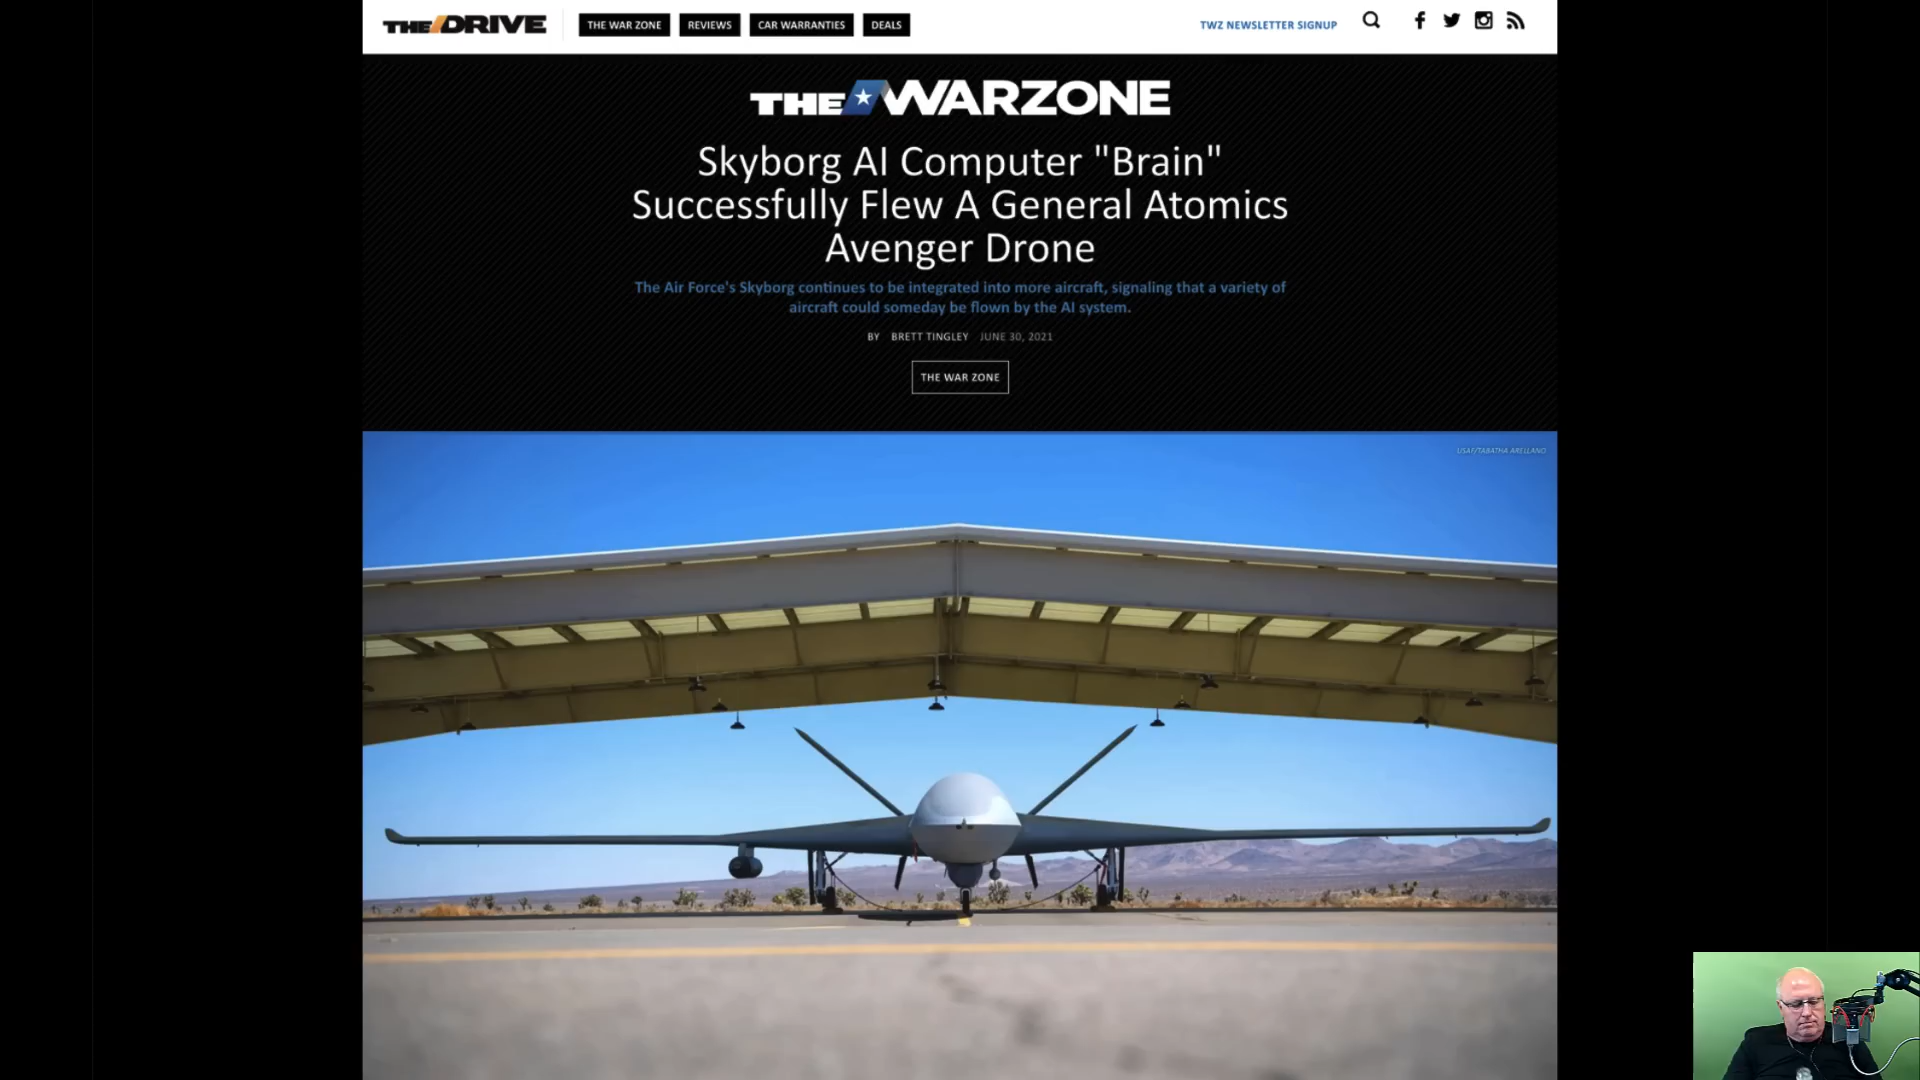 THE DRIVE
THE WAR ZONE
REVIEWS
CAR WARRANTIES
DEALS
TWZ NEWSLETTER SIGNUP
THE WARZONE
Skyborg AI Computer "Brain"
Successfully Flew A General Atomics
Avenger Drone
The Air Force's Skyborg continues to be integrated into more aircraft, signaling that a variety of
aircraft could someday be flown by the AI system.
BY BRETT TINGLEY JUNE 30, 2021
THE WAR ZONE
USAF/TABATHA ARELLANO